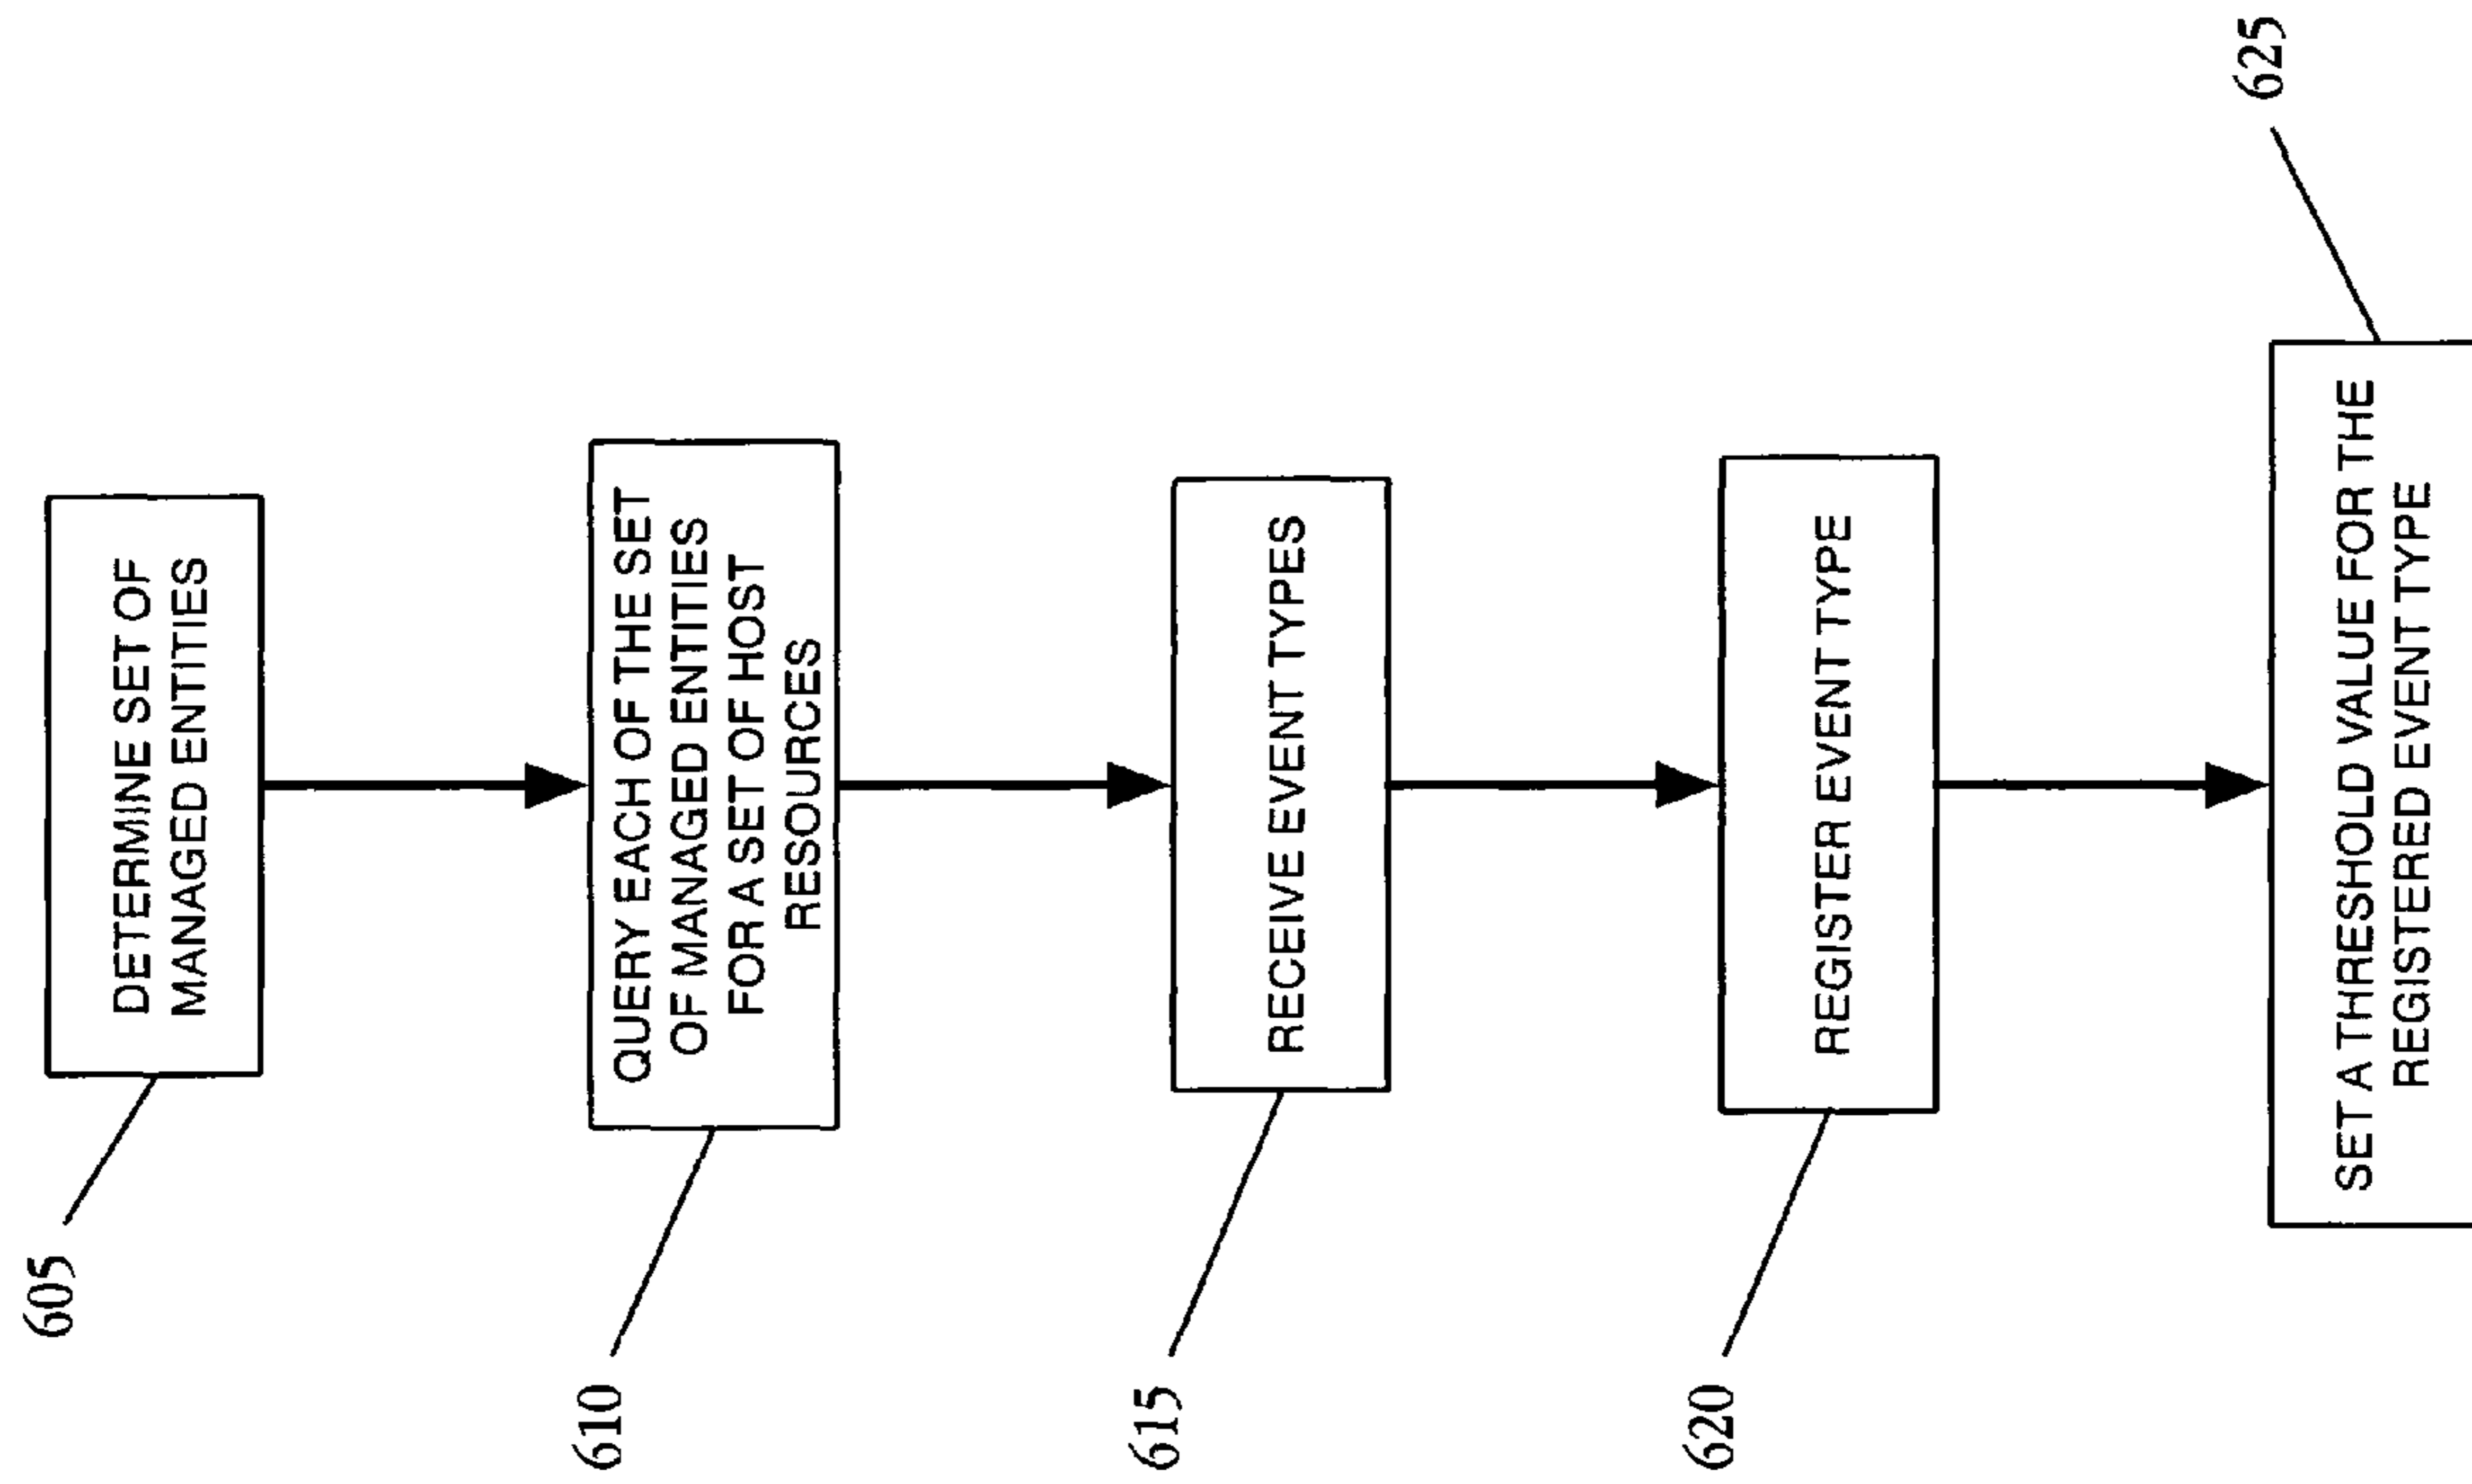 605
DETERMINE SET OF
MANAGED ENTITIES
610
QUERY EACH OF THE SET
OF MANAGED ENTITIES
FOR A SET OF HOST
RESOURCES
615
RECEIVE EVENT TYPES
620
REGISTER EVENT TYPE
625
SET A THRESHOLD VALUE FOR THE
REGISTERED EVENT TYPE